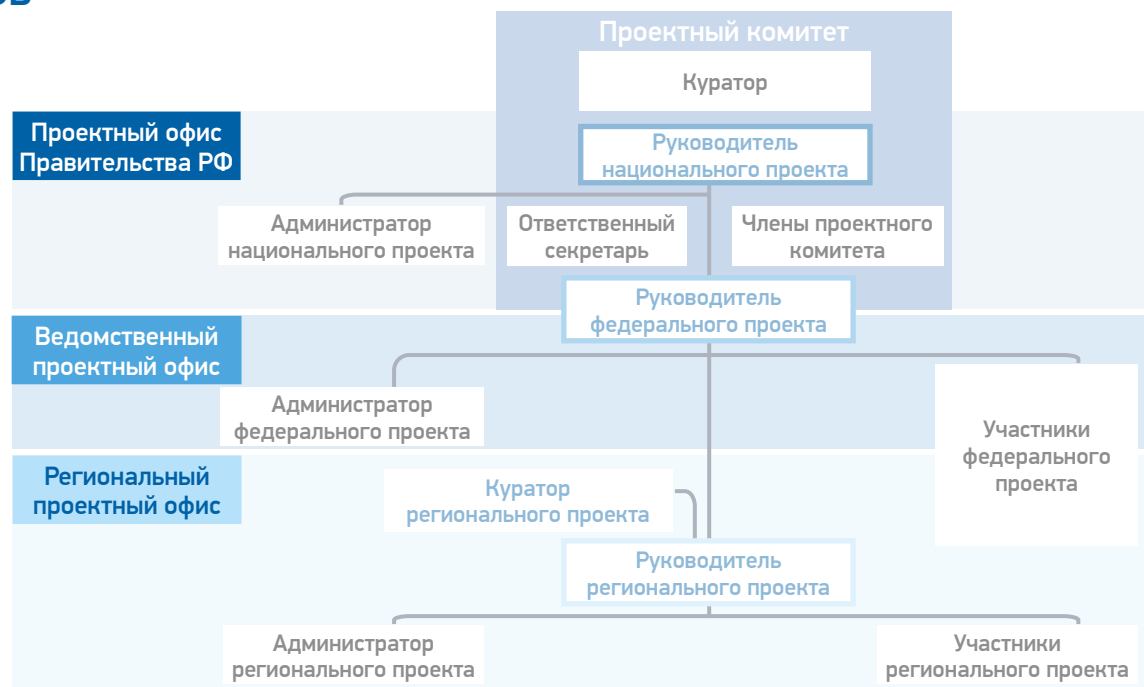 ОВ
Проектный комитет
Куратор
Проектный офис
Правительства РФ
Руководитель
национального проекта
Администратор
национального проекта
Ответственный
секретарь
Члены проектного
комитета
Руководитель
федерального проекта
Ведомственный
проектный офис
Администратор
федерального проекта
Участники
федерального
проекта
Региональный
проектный офис
Куратор
регионального проекта
Руководитель
регионального проекта
Администратор
регионального проекта
Участники
регионального проекта